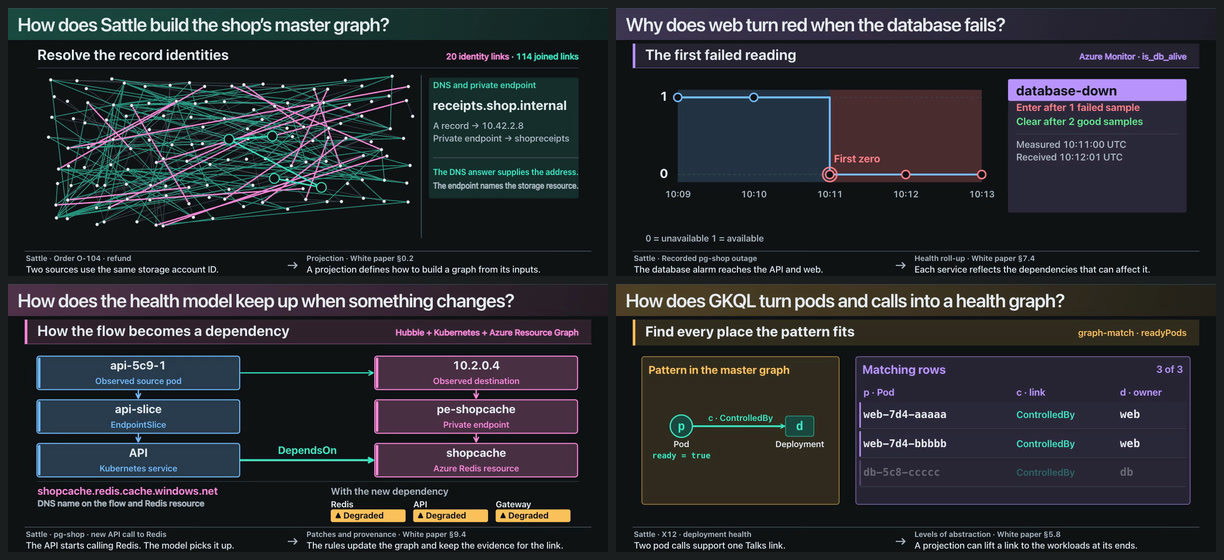 How does Sattle build the shop's master graph?
Resolve the record identities
20 identity links · 114 joined links
DNS and private endpoint
receipts.shop.internal
A record → 10.42.2.8
Private endpoint → shopreceipts
The DNS answer supplies the address.
The endpoint names the storage resource.
Sattle · Order O-104 · refund
Two sources use the same storage account ID.
→
Projection · White paper §0.2
A projection defines how to build a graph from its inputs.
Why does web turn red when the database fails?
The first failed reading
Azure Monitor · is_db_alive
1
0
First zero
10:09
10:10
10:11
10:12
10:13
0 = unavailable 1 = available
database-down
Enter after 1 failed sample
Clear after 2 good samples
Measured 10:11:00 UTC
Received 10:12:01 UTC
Sattle · Recorded pg-shop outage
The database alarm reaches the API and web.
→
Health roll-up · White paper §7.4
Each service reflects the dependencies that can affect it.
How does the health model keep up when something changes?
How the flow becomes a dependency
Hubble + Kubernetes + Azure Resource Graph
api-5c9-1
Observed source pod
10.2.0.4
Observed destination
api-slice
EndpointSlice
pe-shopcache
Private endpoint
API
Kubernetes service
DependsOn
shopcache
Azure Redis resource
shopcache.redis.cache.windows.net
DNS name on the flow and Redis resource
With the new dependency
Redis
▲ Degraded
API
▲ Degraded
Gateway
▲ Degraded
Sattle · pg-shop · new API call to Redis
The API starts calling Redis. The model picks it up.
→
Patches and provenance · White paper §9.4
The rules update the graph and keep the evidence for the link.
How does GKQL turn pods and calls into a health graph?
Find every place the pattern fits
graph-match · readyPods
Pattern in the master graph
p
c · ControlledBy
d
Pod
Deployment
ready = true
Matching rows
3 of 3
p · Pod
c · link
d · owner
web-7d4-aaaaa
ControlledBy
web
web-7d4-bbbbb
ControlledBy
web
db-5c8-ccccc
ControlledBy
db
Sattle · X12 · deployment health
Two pod calls support one Talks link.
→
Levels of abstraction · White paper §5.8
A projection can lift a link to the workloads at its ends.